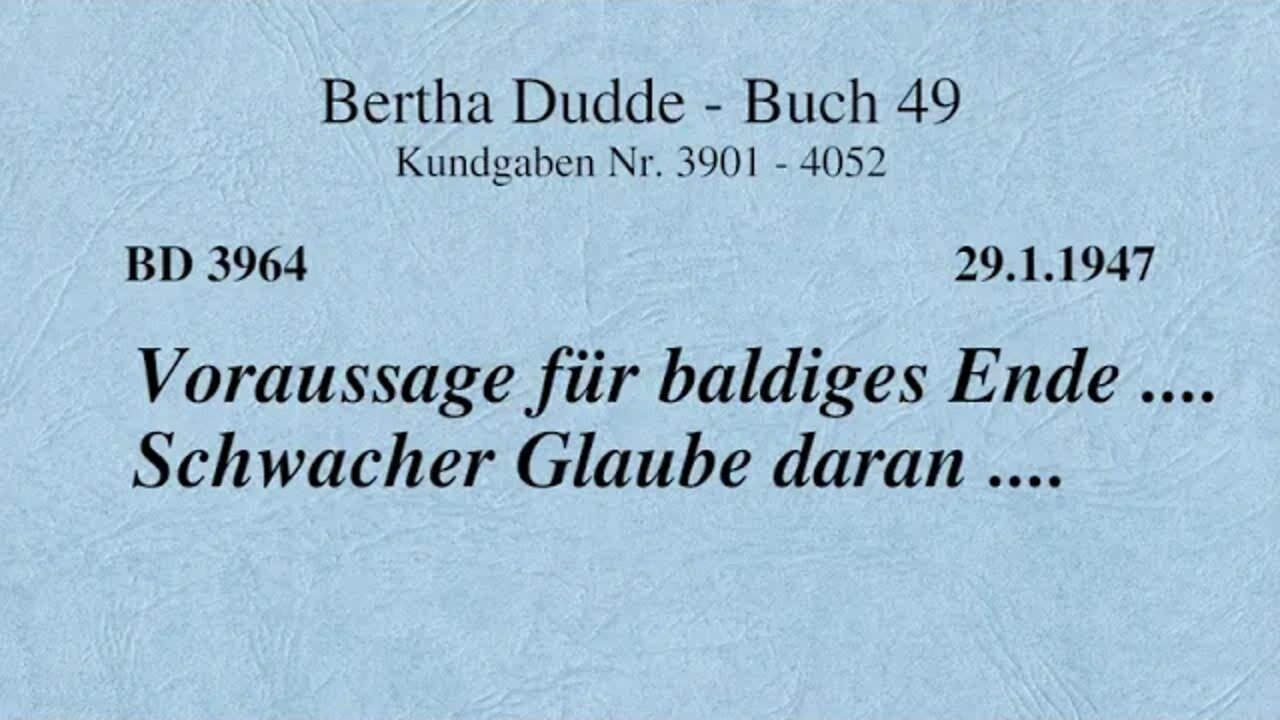 Bertha Dudde - Buch 49
Kundgaben Nr. 3901 - 4052
BD 3964 29.1.1947
Voraussage für baldiges Ende ....
Schwacher Glaube daran ....